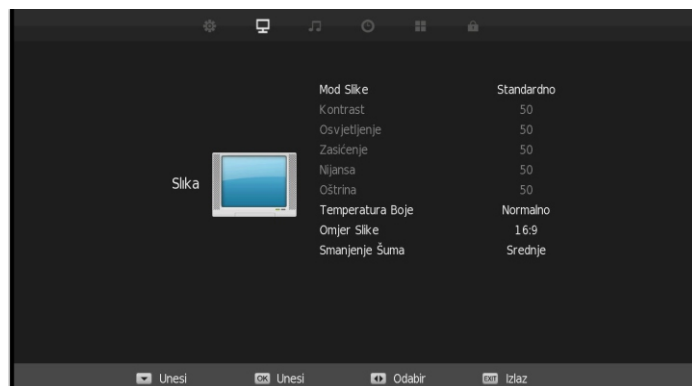 Mod Slike Standardno
Kontrast 50
Osvjetljenje 50
Zasićenje 50
Nijansa 50
Slika
Oštrina 50
Temperatura Boje Normalno
Omjer Slike 16:9
Smanjenje Šuma Srednje
Unesi OK Unesi Odabir EXIT Izlaz